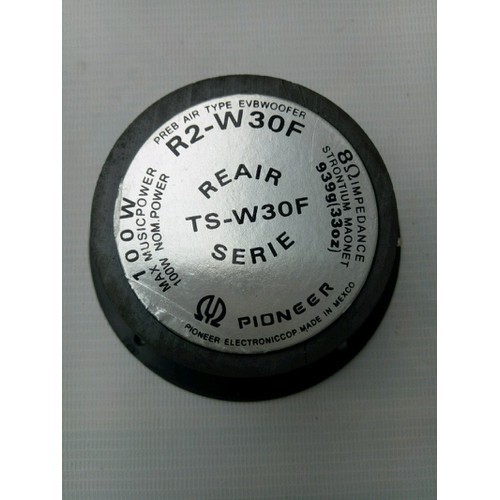 PREB AIR TYPE EVBWOOFER
R2-W30F
8Ω IMPEDANCE
STRONTIUM MAONET
939g(33oz)
100W
MAX MUSICPOWER
100W NOM.POWER
REAIR
TS-W30F
SERIE
PIONEER
PIONEER ELECTRONICCOP MADE IN MEXCO